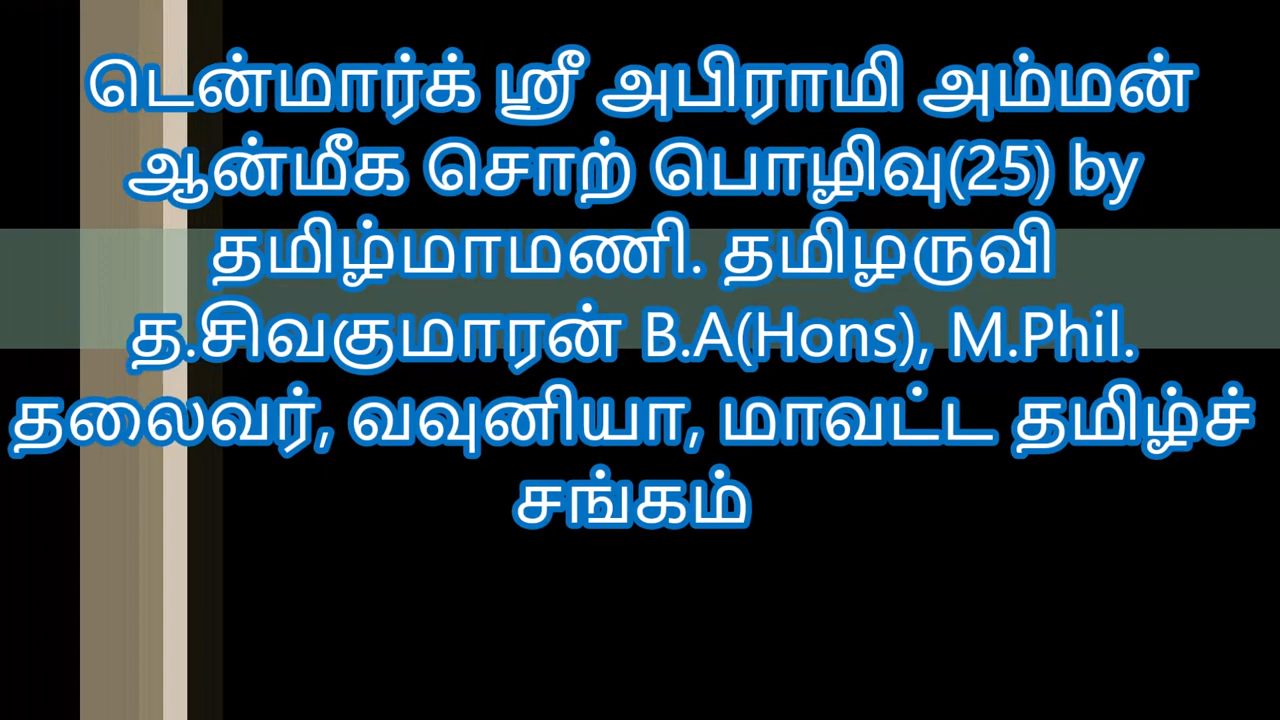 டென்மார்க் ஸ்ரீ அபிராமி அம்மன்
ஆன்மீக சொற் பொழிவு(25) by
தமிழ்மாமணி. தமிழருவி
த.சிவகுமாரன் B.A(Hons), M.Phil.
தலைவர், வவுனியா, மாவட்ட தமிழ்ச்
சங்கம்